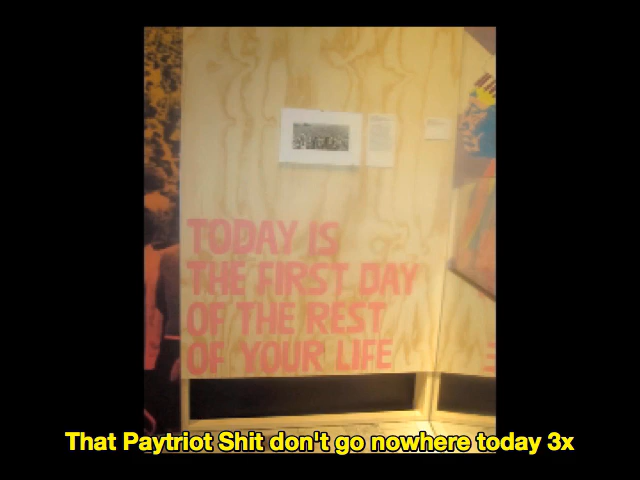 TODAY IS
THE FIRST DAY
OF THE REST
OF YOUR LIFE
That Paytriot Shit don't go nowhere today 3x